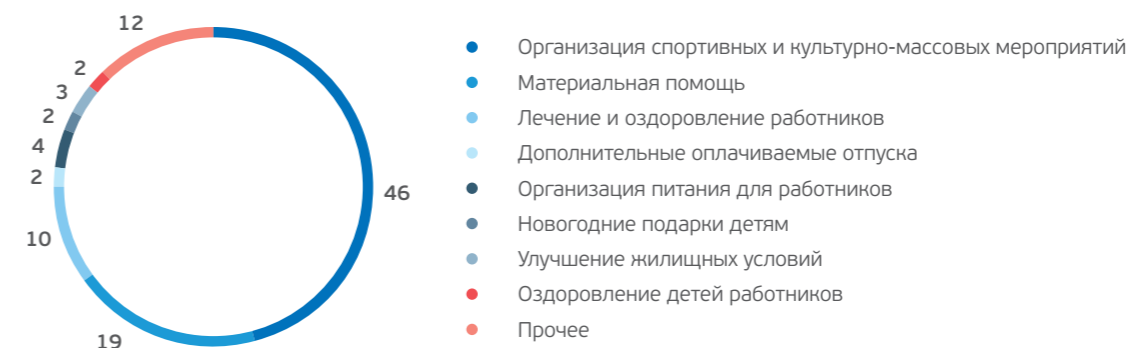 12
2
3
2
4
2
10
19
46
Организация спортивных и культурно-массовых мероприятий
Материальная помощь
Лечение и оздоровление работников
Дополнительные оплачиваемые отпуска
Организация питания для работников
Новогодние подарки детям
Улучшение жилищных условий
Оздоровление детей работников
Прочее